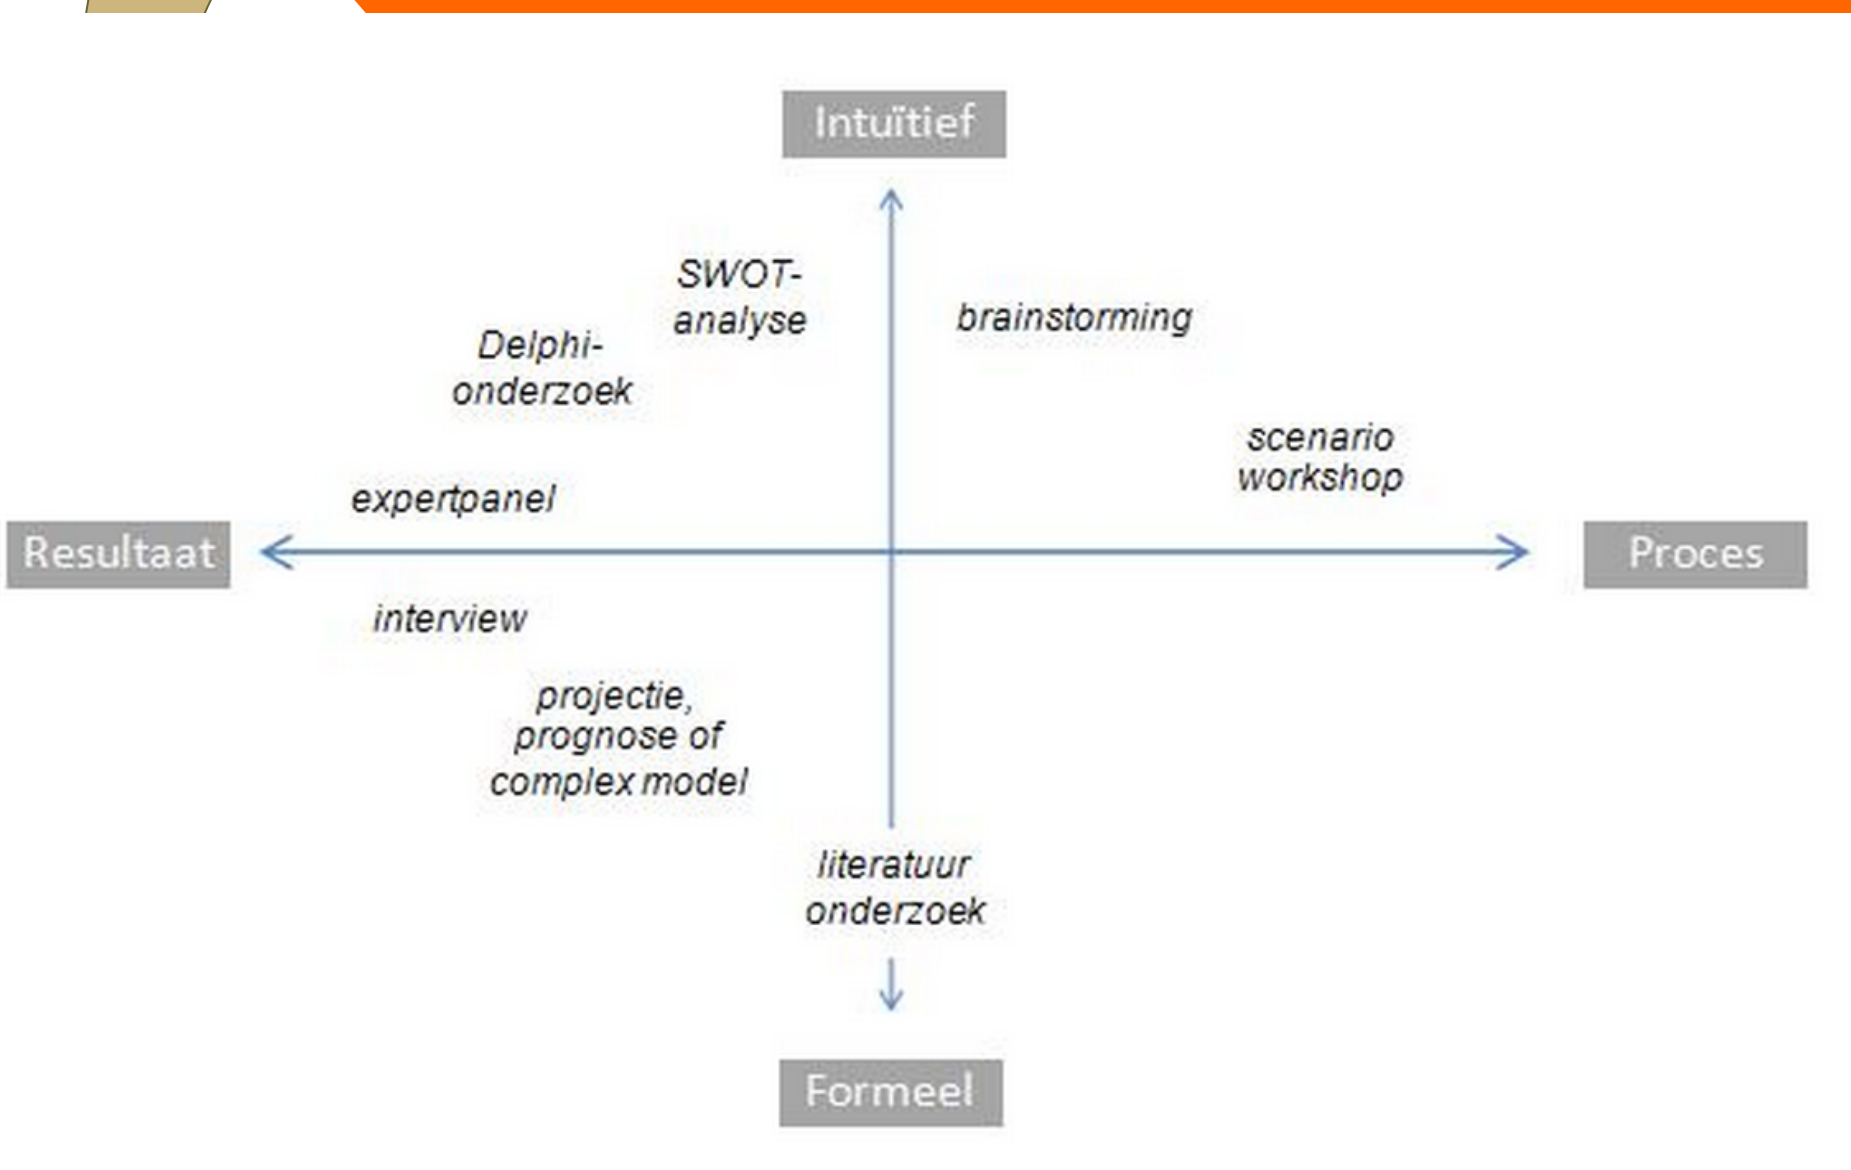 Intuïtief
SWOT-
analyse
brainstorming
Delphi-
onderzoek
scenario
workshop
expertpanel
Resultaat
Proces
interview
projectie,
prognose of
complex model
literatuur
onderzoek
Formeel